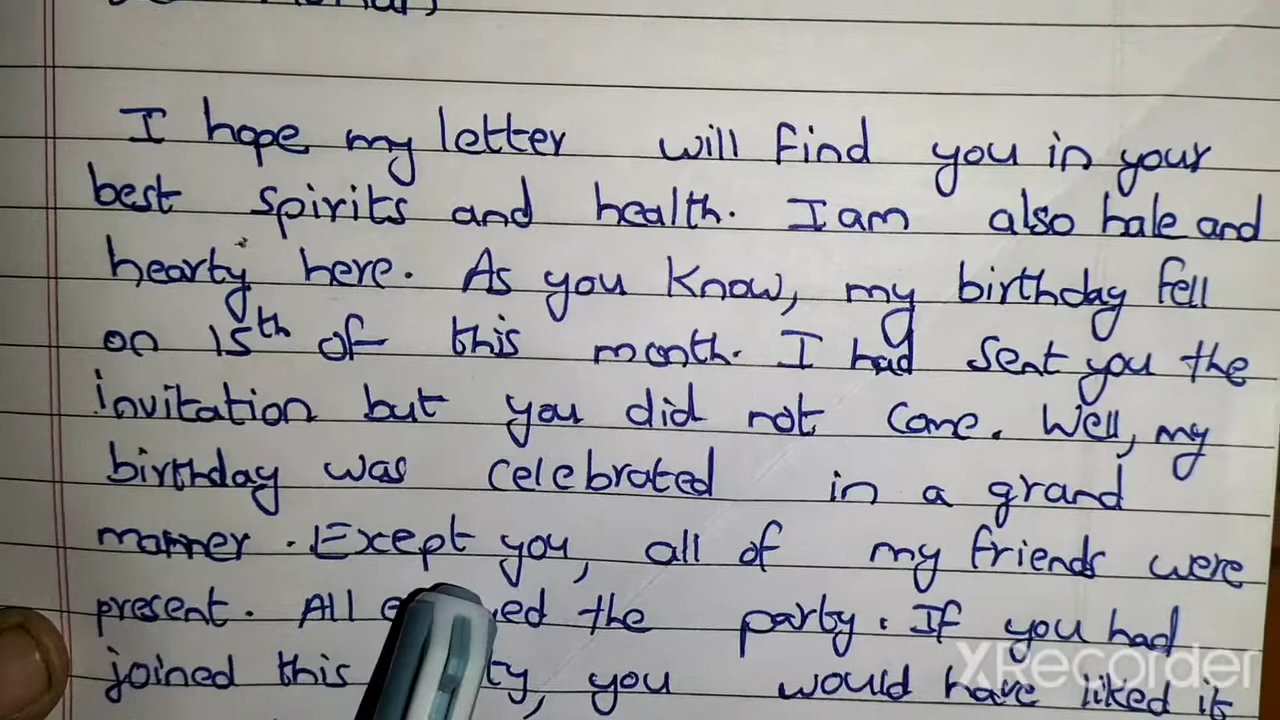 I hope my letter will find you in your
best spirits and health. I am also hale and
hearty here. As you know, my birthday fell
on 15th of this month. I had sent you the
invitation but you did not come. Well, my
birthday was celebrated in a grand
manner. Except you, all of my friends were
present. All the party. If you had
joined this you would have liked it
XRecorder